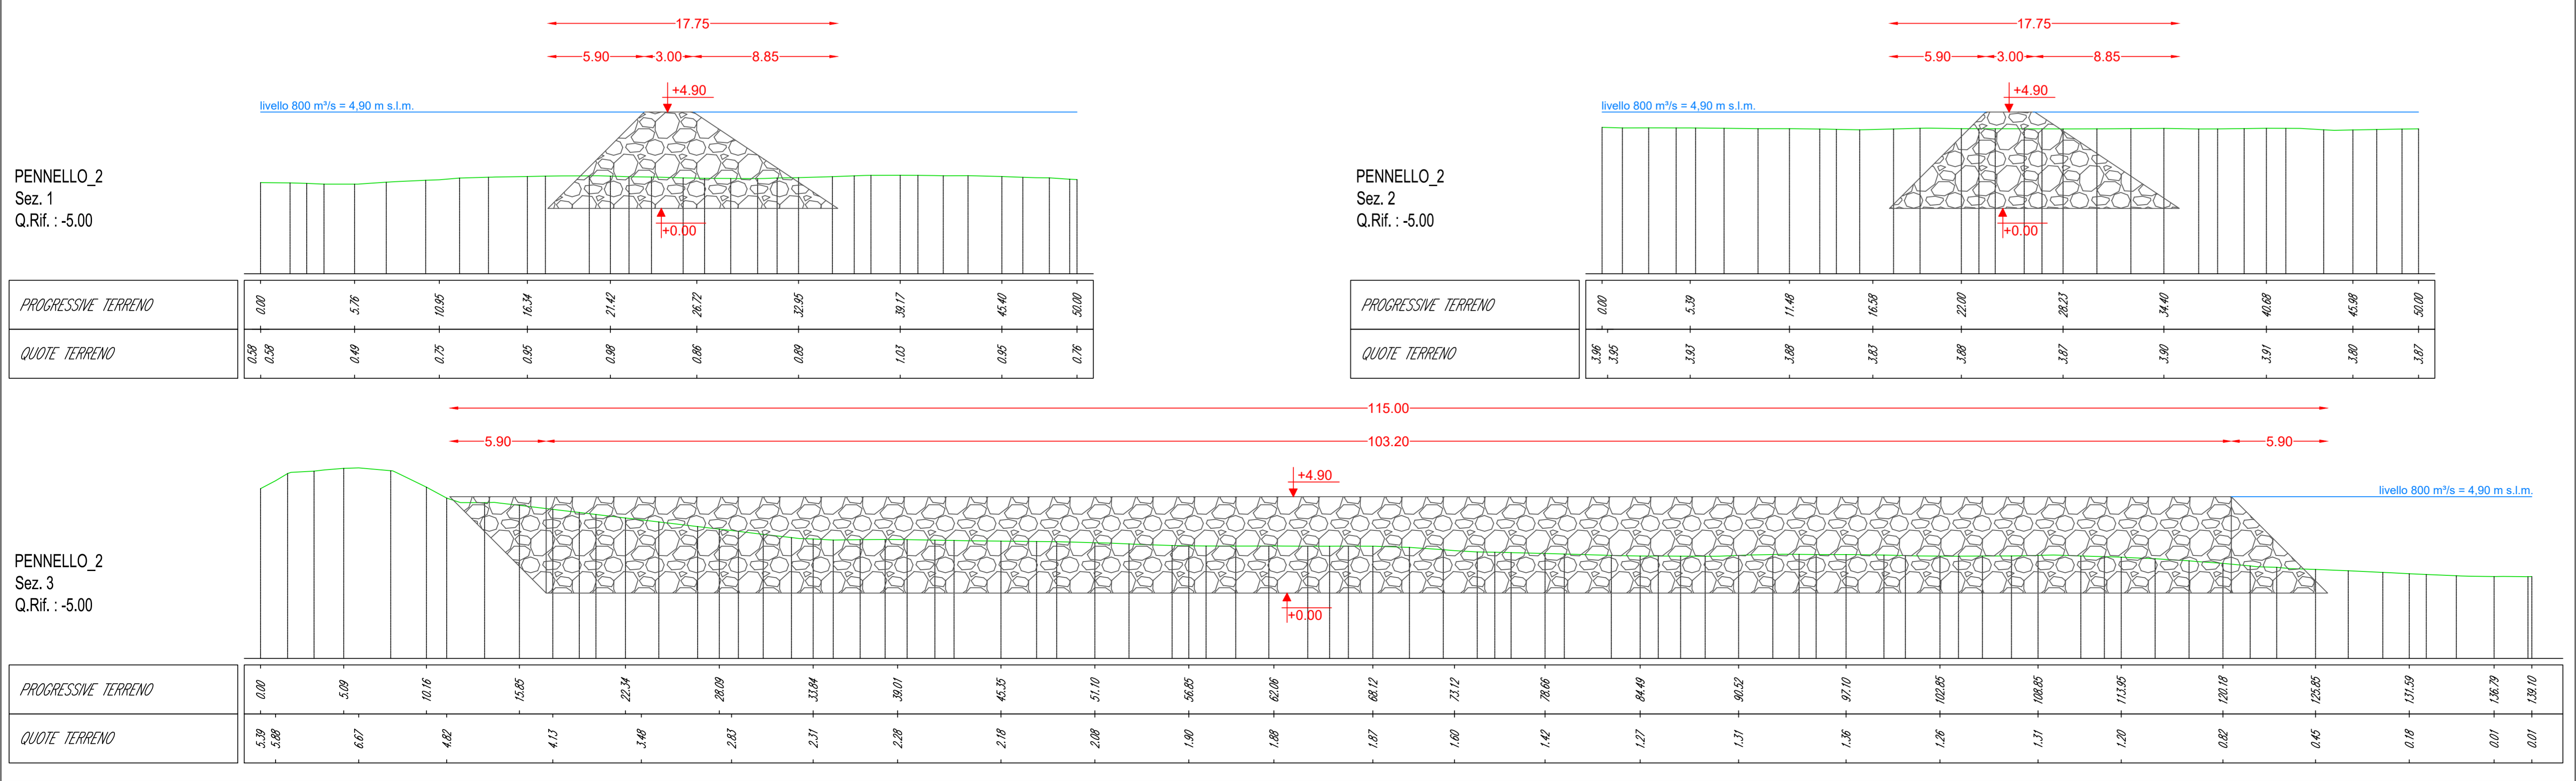 17.75
5.90 3.00 8.85
+4.90
livello 800 m³/s = 4,90 m s.l.m.
PENNELLO_2
Sez. 1
Q.Rif. : -5.00
+0.00
PROGRESSIVE TERRENO 0.00 5.76 10.95 16.34 21.42 26.72 32.95 39.17 45.40 50.00
QUOTE TERRENO 0.58 0.58 0.49 0.75 0.95 0.98 0.86 0.89 1.03 0.95 0.76
17.75
5.90 3.00 8.85
+4.90
livello 800 m³/s = 4,90 m s.l.m.
PENNELLO_2
Sez. 2
Q.Rif. : -5.00
+0.00
PROGRESSIVE TERRENO 0.00 5.39 11.48 16.58 22.00 28.23 34.40 40.68 45.98 50.00
QUOTE TERRENO 3.96 3.95 3.93 3.88 3.83 3.88 3.87 3.90 3.91 3.80 3.87
115.00
5.90 103.20 5.90
+4.90
livello 800 m³/s = 4,90 m s.l.m.
PENNELLO_2
Sez. 3
Q.Rif. : -5.00
+0.00
PROGRESSIVE TERRENO 0.00 5.09 10.16 15.85 22.34 28.09 33.84 39.01 45.35 51.10 56.85 62.06 68.12 73.12 78.66 84.49 90.52 97.10 102.85 108.85 113.95 120.18 125.85 131.59 136.79 139.10
QUOTE TERRENO 5.39 5.88 6.67 4.82 4.13 3.48 2.83 2.31 2.28 2.18 2.08 1.90 1.88 1.87 1.60 1.42 1.27 1.31 1.36 1.26 1.31 1.20 0.82 0.45 0.18 0.01 0.01